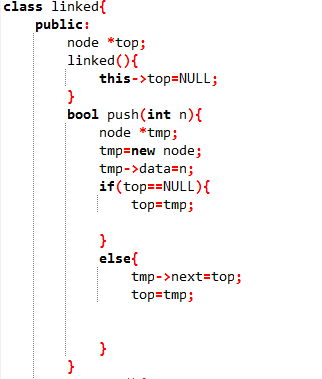 class linked{
public:
node *top;
linked(){
this->top=NULL;
}
bool push(int n){
node *tmp;
tmp=new node;
tmp->data=n;
if(top==NULL){
top=tmp;
}
else{
tmp->next=top;
top=tmp;
}
}